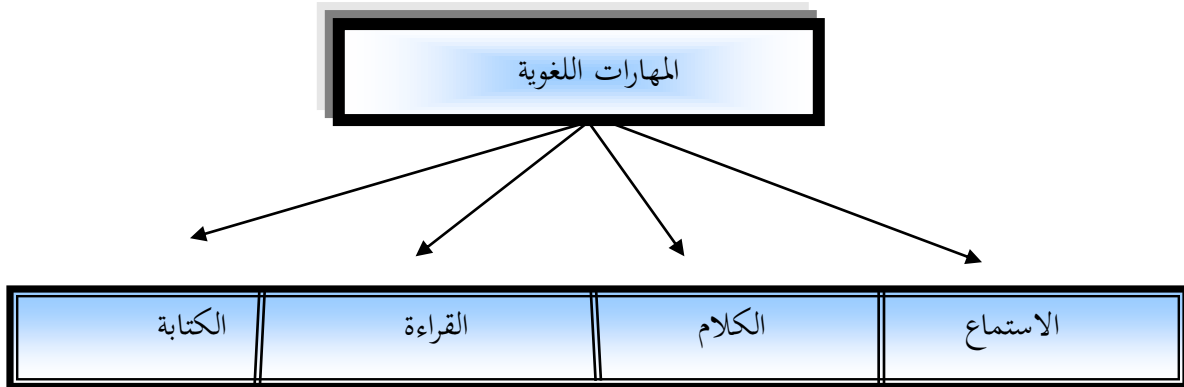 المهارات اللغوية
الاستماع
الكلام
القراءة
الكتابة